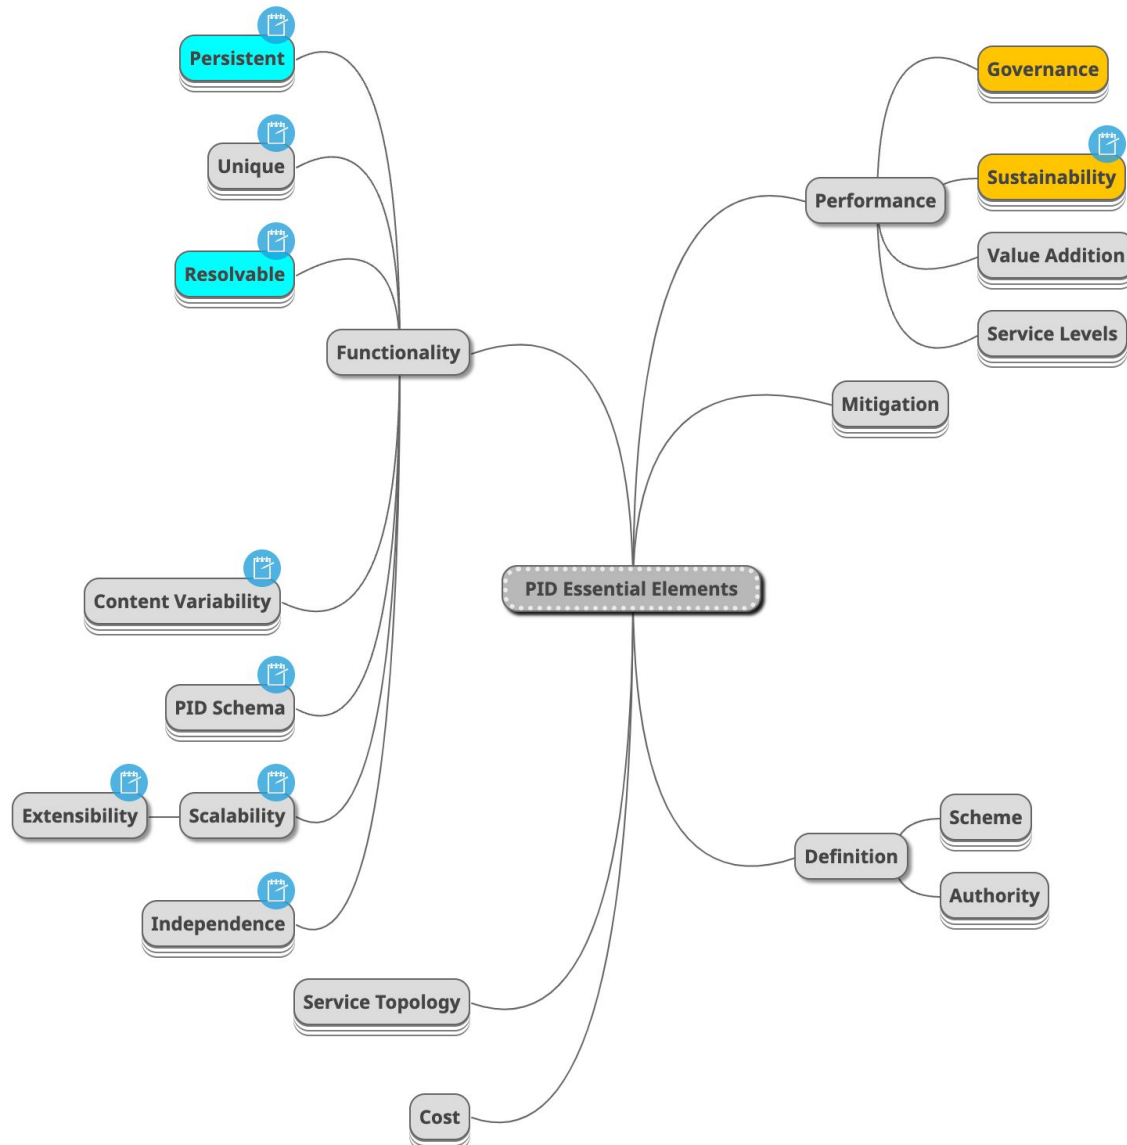 Persistent
Unique
Resolvable
Functionality
Content Variability
PID Schema
Extensibility
Scalability
Independence
Service Topology
Cost
PID Essential Elements
Governance
Sustainability
Performance
Value Addition
Service Levels
Mitigation
Scheme
Definition
Authority